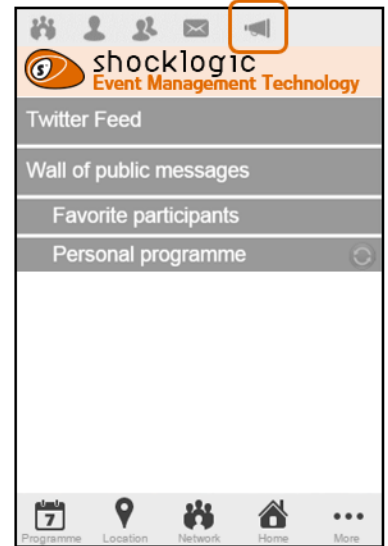 shocklogic
Event Management Technology
Twitter Feed
Wall of public messages
Favorite participants
Personal programme
7
Programme Location Network Home More